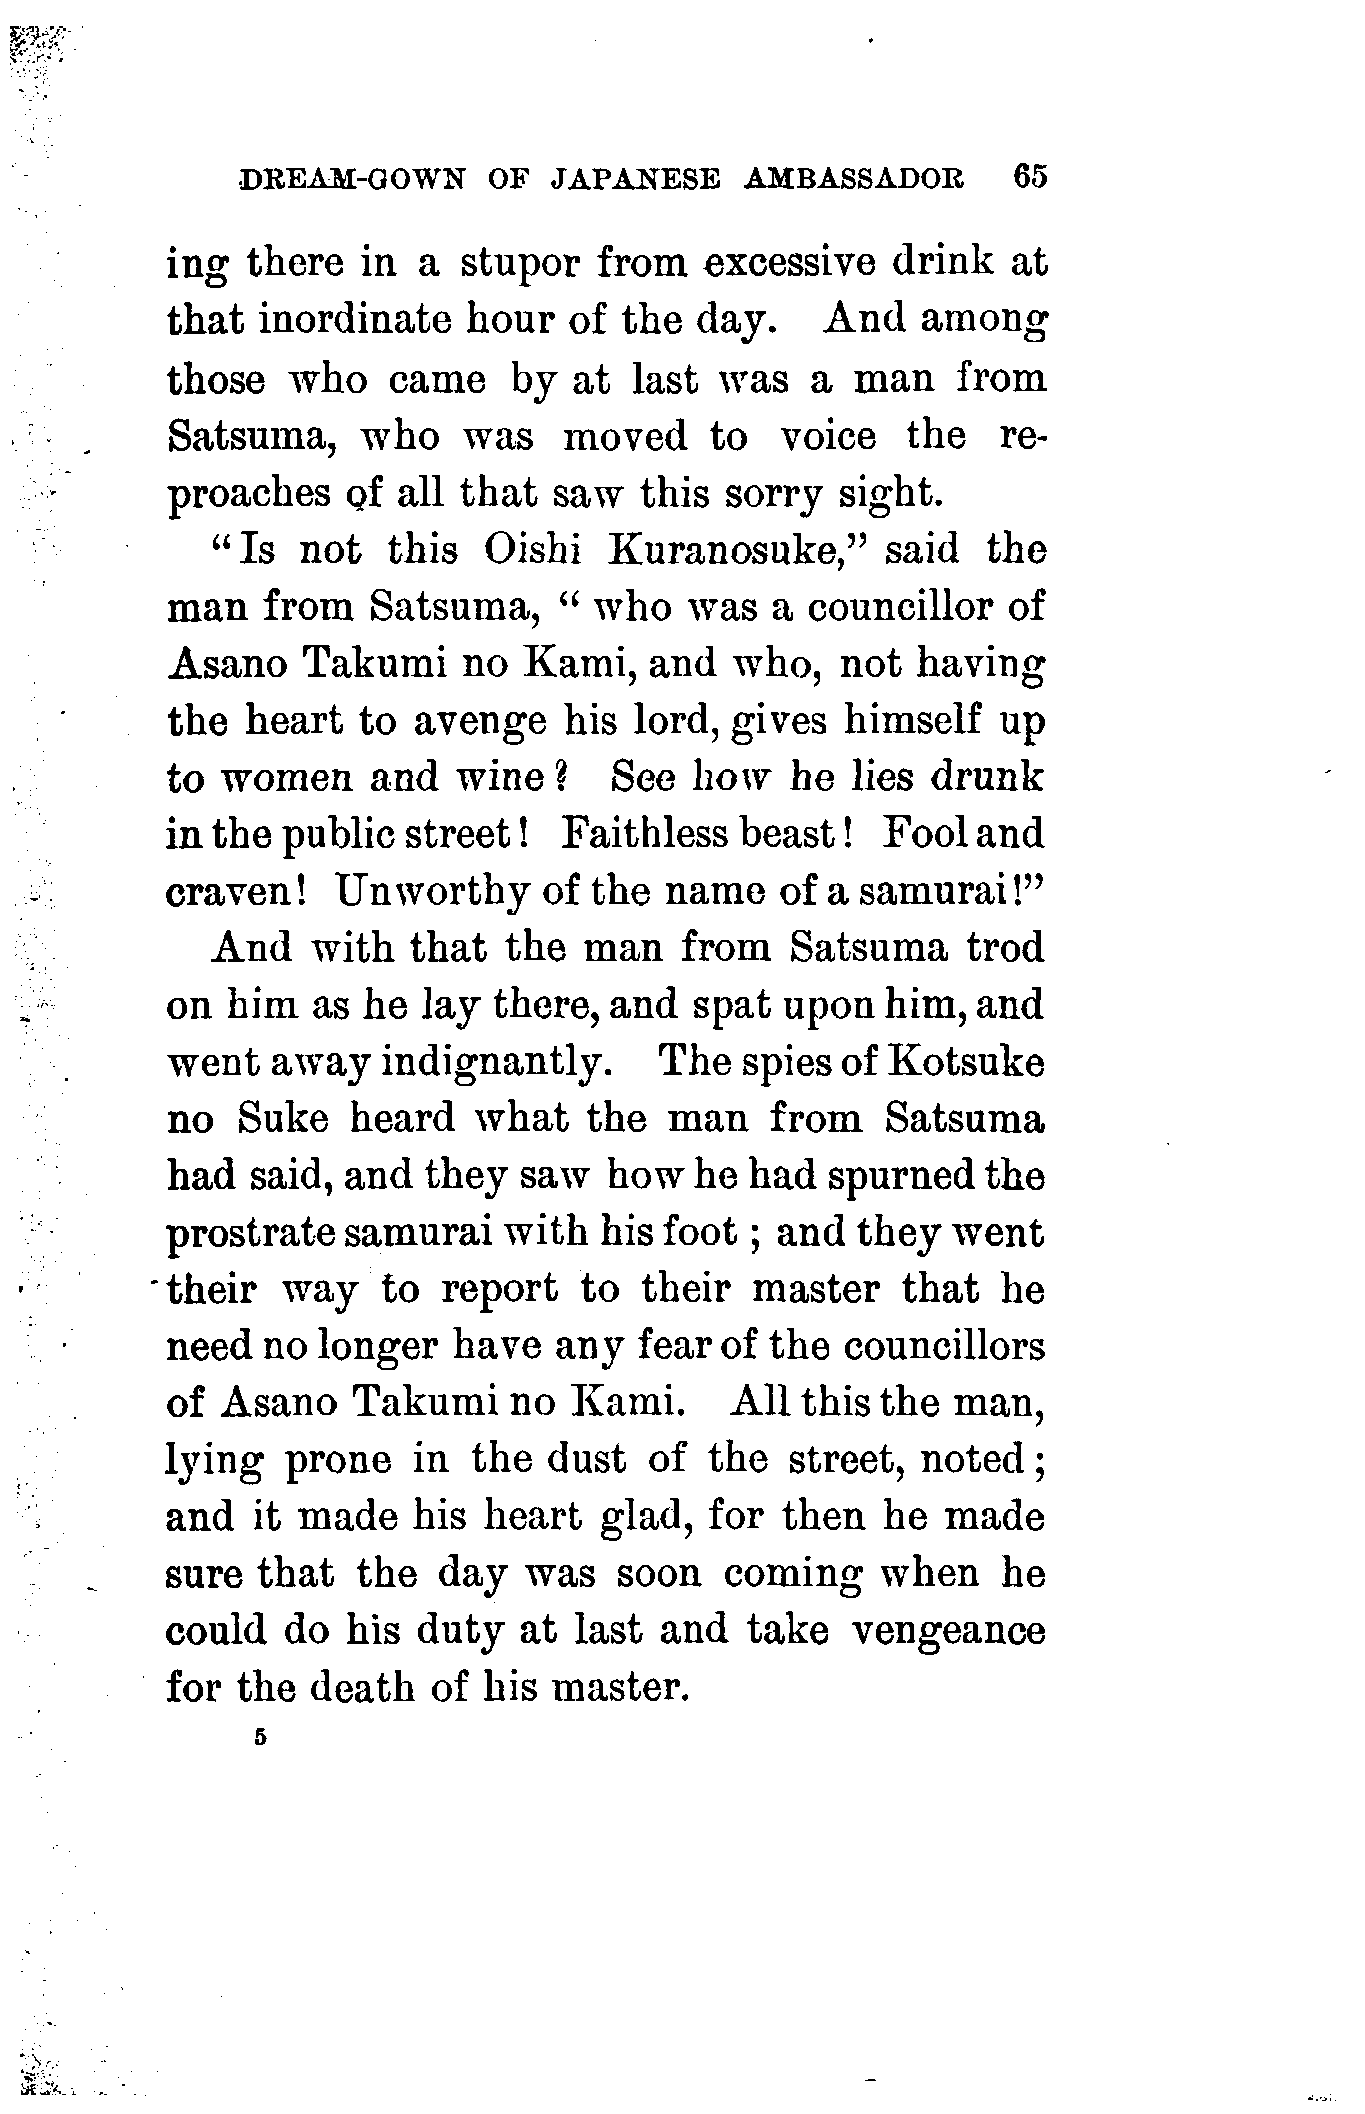 DREAM-GOWN OF JAPANESE AMBASSADOR 65
ing there in a stupor from excessive drink at
that inordinate hour of the day. And among
those who came by at last was a man from
Satsuma, who was moved to voice the re-
proaches of all that saw this sorry sight.
"Is not this Oishi Kuranosuke," said the
man from Satsuma, "who was a councillor of
Asano Takumi no Kami, and who, not having
the heart to avenge his lord, gives himself up
to women and wine? See how he lies drunk
in the public street! Faithless beast! Fool and
craven! Unworthy of the name of a samurai!"
And with that the man from Satsuma trod
on him as he lay there, and spat upon him, and
went away indignantly. The spies of Kotsuke
no Suke heard what the man from Satsuma
had said, and they saw how he had spurned the
prostrate samurai with his foot; and they went
their way to report to their master that he
need no longer have any fear of the councillors
of Asano Takumi no Kami. All this the man,
lying prone in the dust of the street, noted;
and it made his heart glad, for then he made
sure that the day was soon coming when he
could do his duty at last and take vengeance
for the death of his master.
5